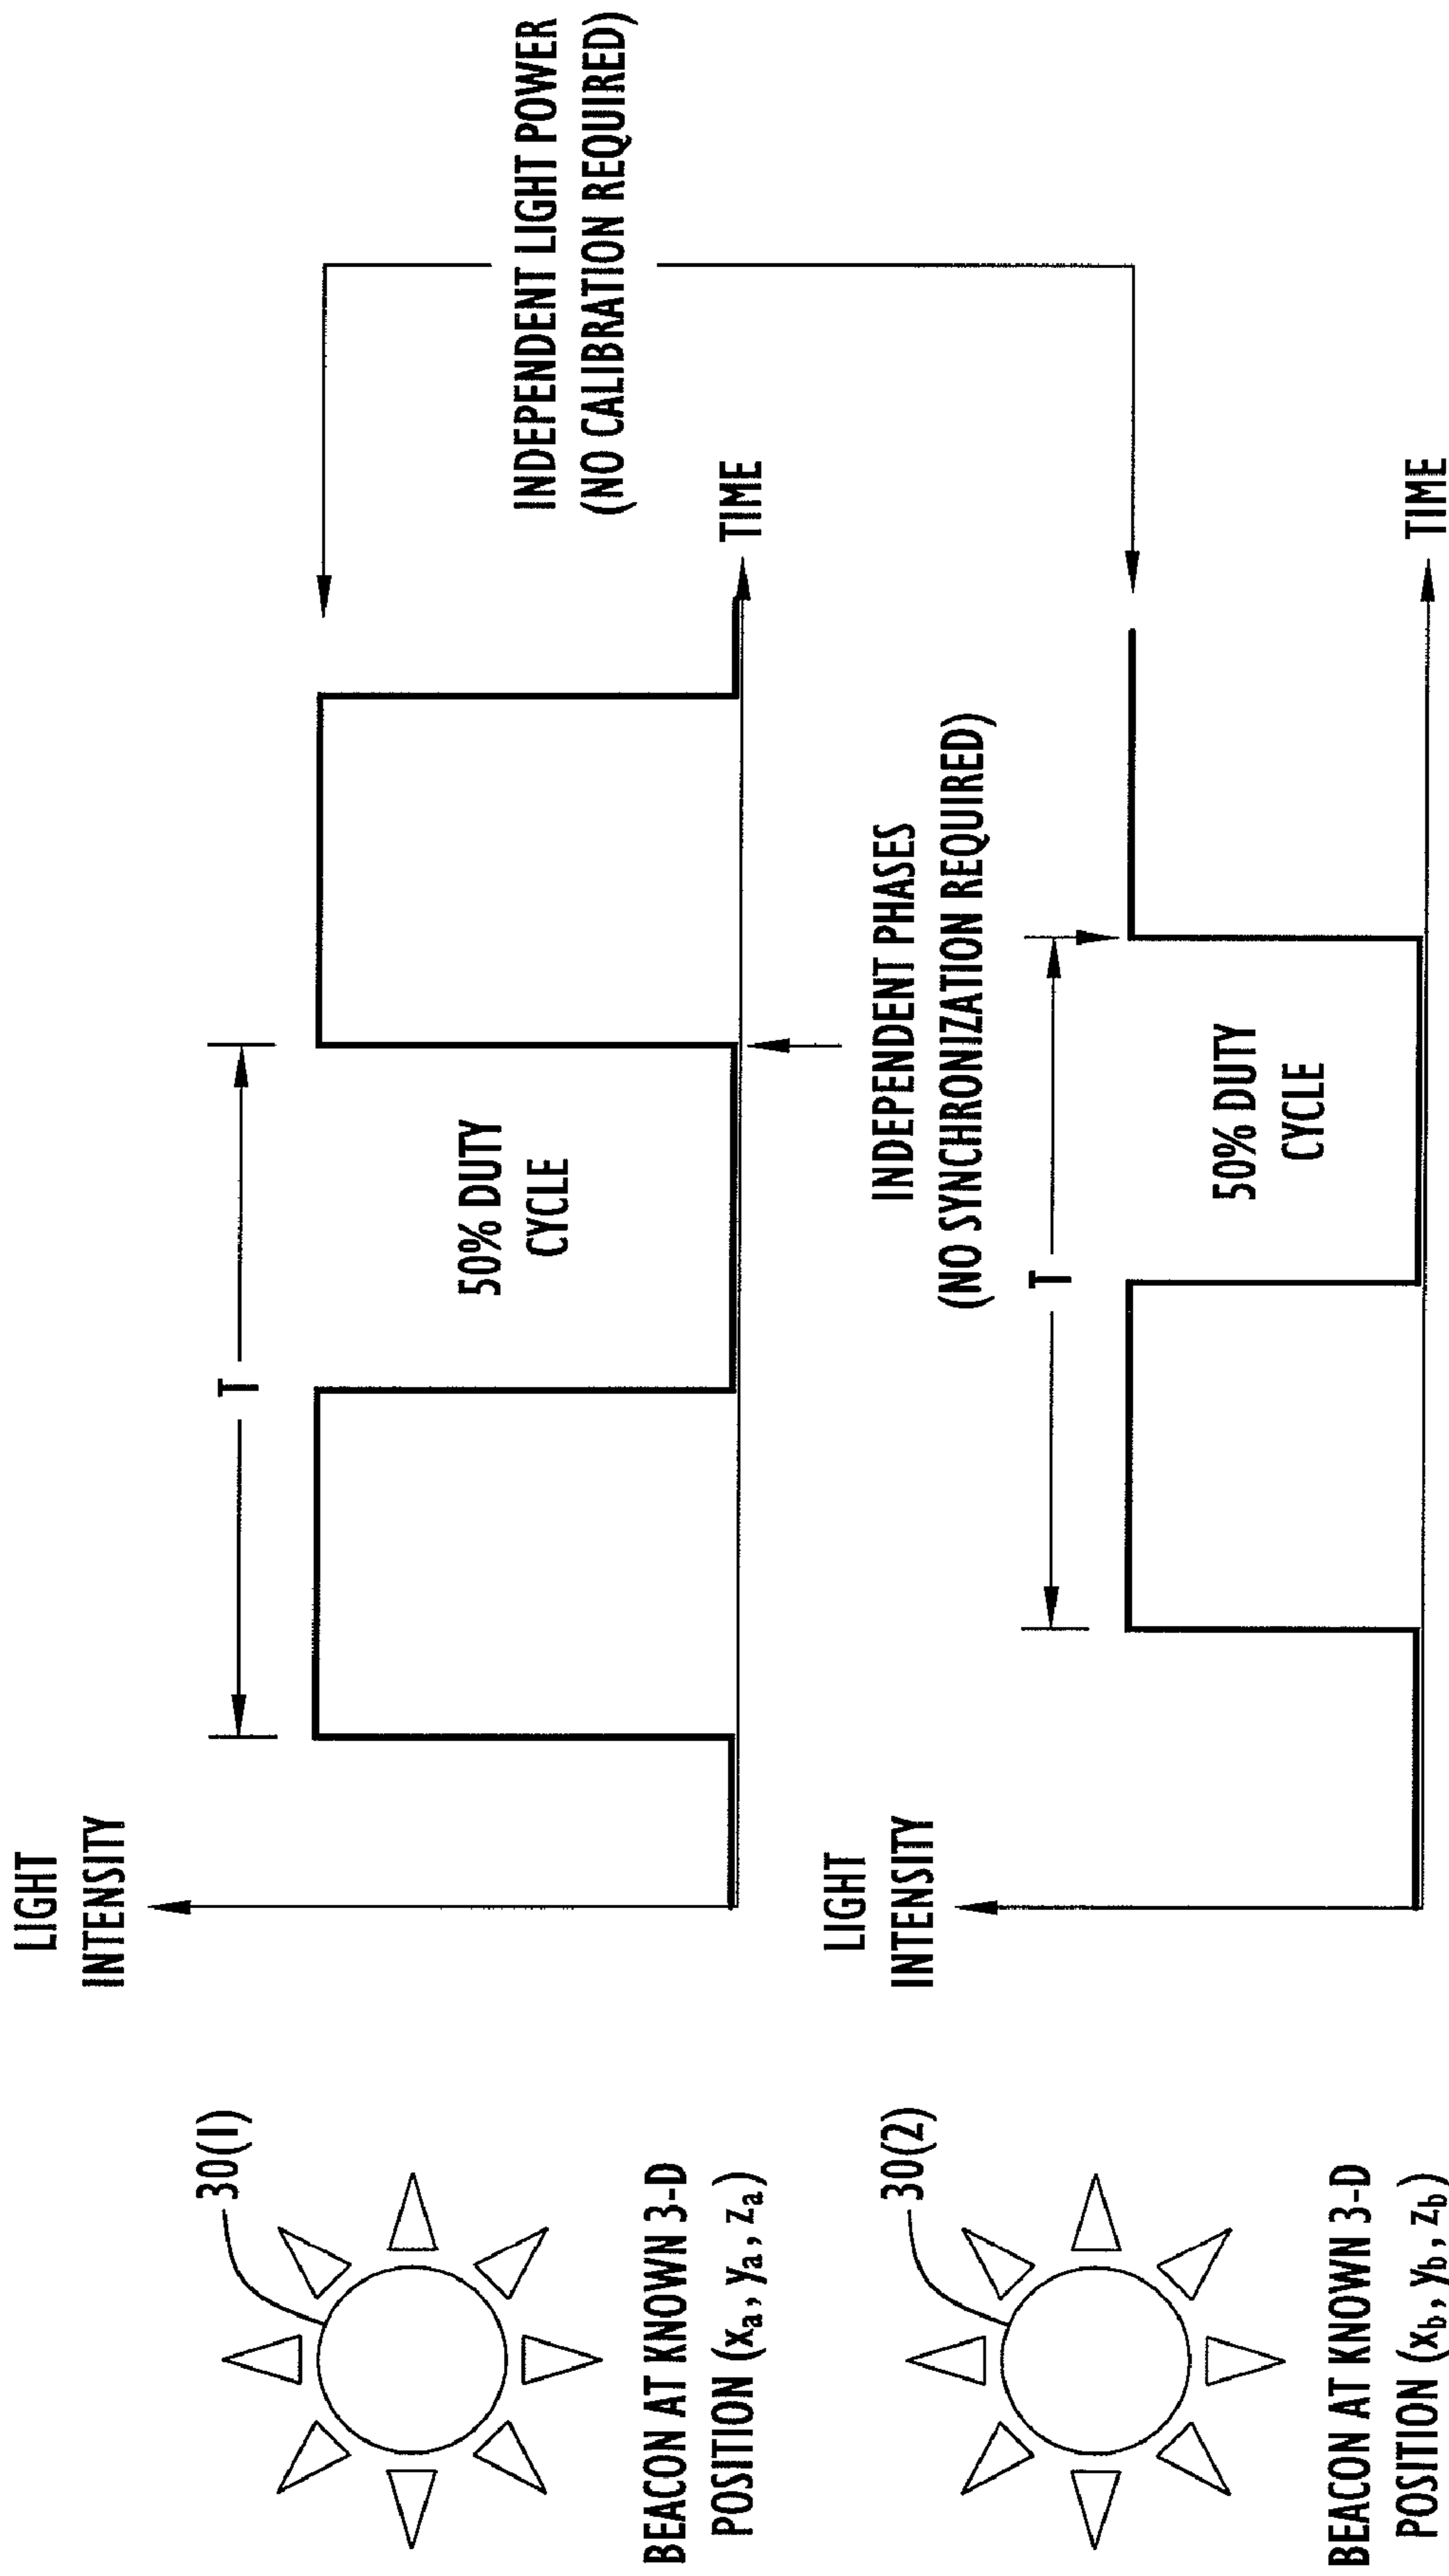 30(1)
BEACON AT KNOWN 3-D
POSITION (xa, ya, za)
LIGHT
INTENSITY
T
50% DUTY
CYCLE
TIME
INDEPENDENT LIGHT POWER
(NO CALIBRATION REQUIRED)
INDEPENDENT PHASES
(NO SYNCHRONIZATION REQUIRED)
30(2)
BEACON AT KNOWN 3-D
POSITION (xb, yb, zb)
LIGHT
INTENSITY
T
50% DUTY
CYCLE
TIME